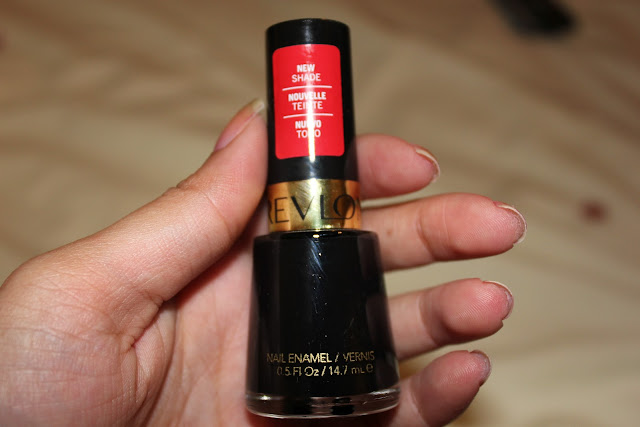 NEW
SHADE
NOUVELLE
TEINTE
NUEVO
TONO
REVLON
NAIL ENAMEL / VERNIS
0.5 Fl Oz / 14.7 mL e